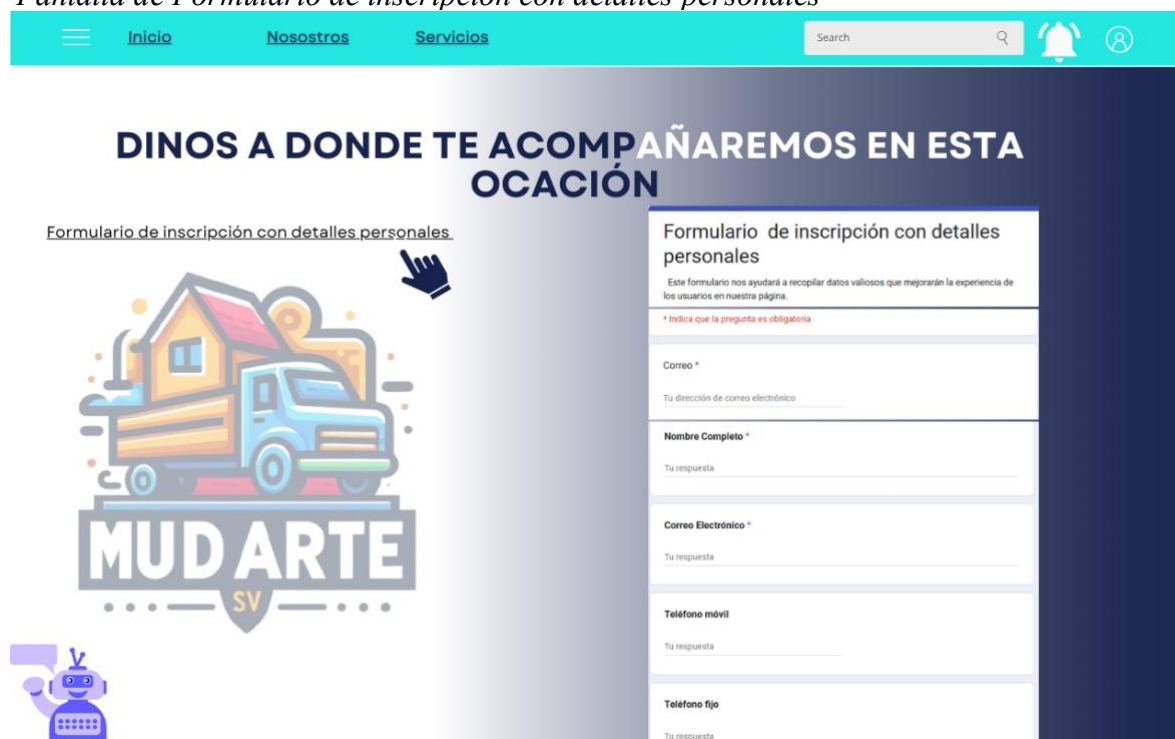 Pantalla de Formulario de inscripción con detalles personales
Inicio Nosostros Servicios Search
DINOS A DONDE TE ACOMPAÑAREMOS EN ESTA
OCACIÓN
Formulario de inscripción con detalles personales
MUDARTE
SV
Formulario de inscripción con detalles
personales
Este formulario nos ayudará a recopilar datos valiosos que mejorarán la experiencia de
los usuarios en nuestra página.
* Indica que la pregunta es obligatoria
Correo *
Tu dirección de correo electrónico
Nombre Completo *
Tu respuesta
Correo Electrónico *
Tu respuesta
Teléfono móvil
Tu respuesta
Teléfono fijo
Tu respuesta